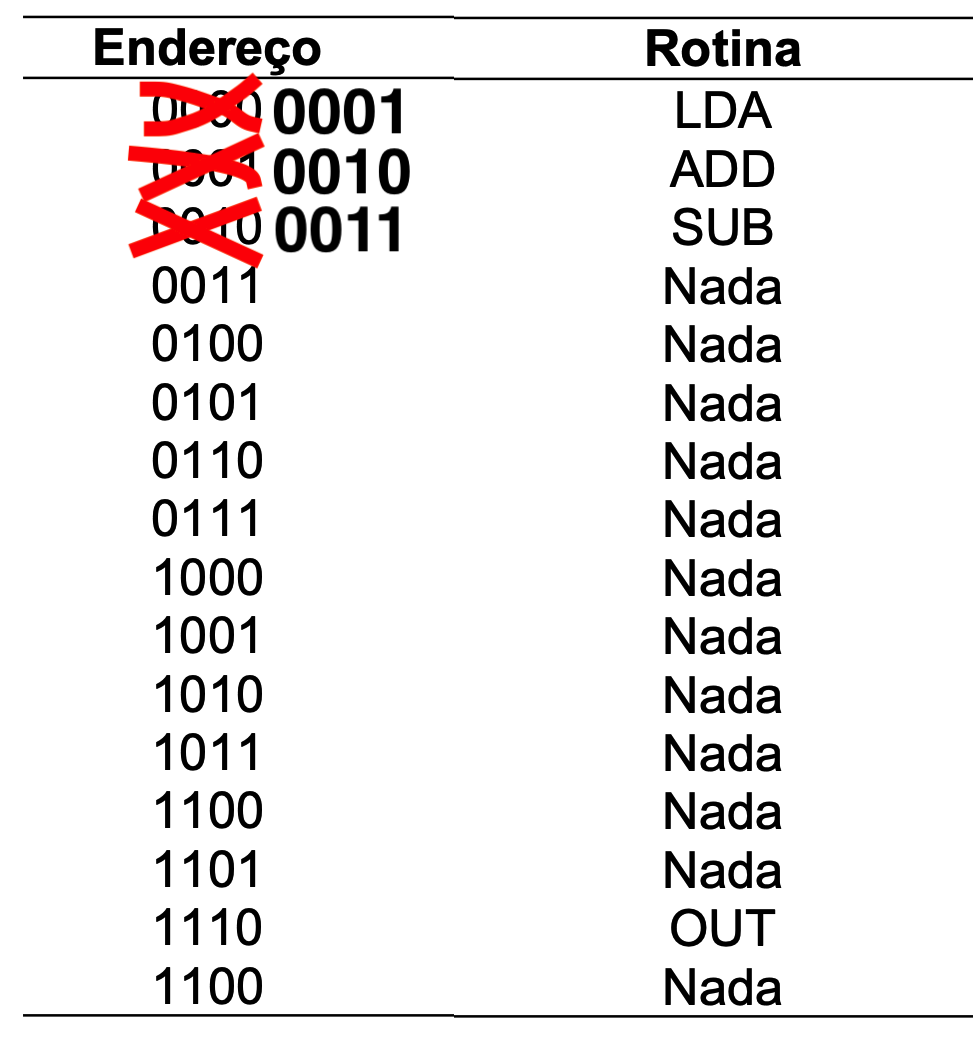 Endereço Rotina
0000 0001 LDA
0001 0010 ADD
0010 0011 SUB
0011 Nada
0100 Nada
0101 Nada
0110 Nada
0111 Nada
1000 Nada
1001 Nada
1010 Nada
1011 Nada
1100 Nada
1101 Nada
1110 OUT
1100 Nada